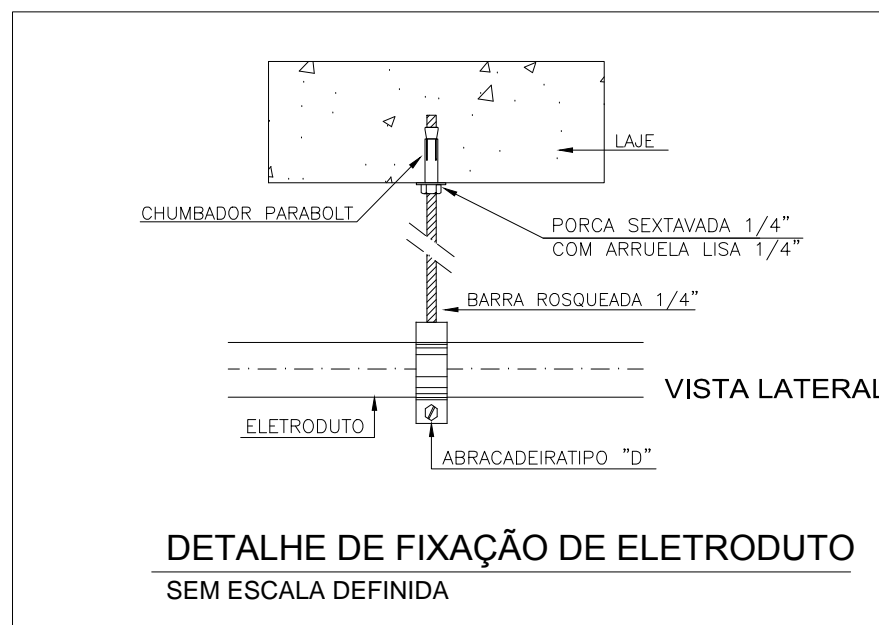 LAJE
CHUMBADOR PARABOLT
PORCA SEXTAVADA 1/4"
COM ARRUELA LISA 1/4"
BARRA ROSQUEADA 1/4"
VISTA LATERAL
ELETRODUTO
ABRACADEIRATIPO "D"
DETALHE DE FIXAÇÃO DE ELETRODUTO
SEM ESCALA DEFINIDA